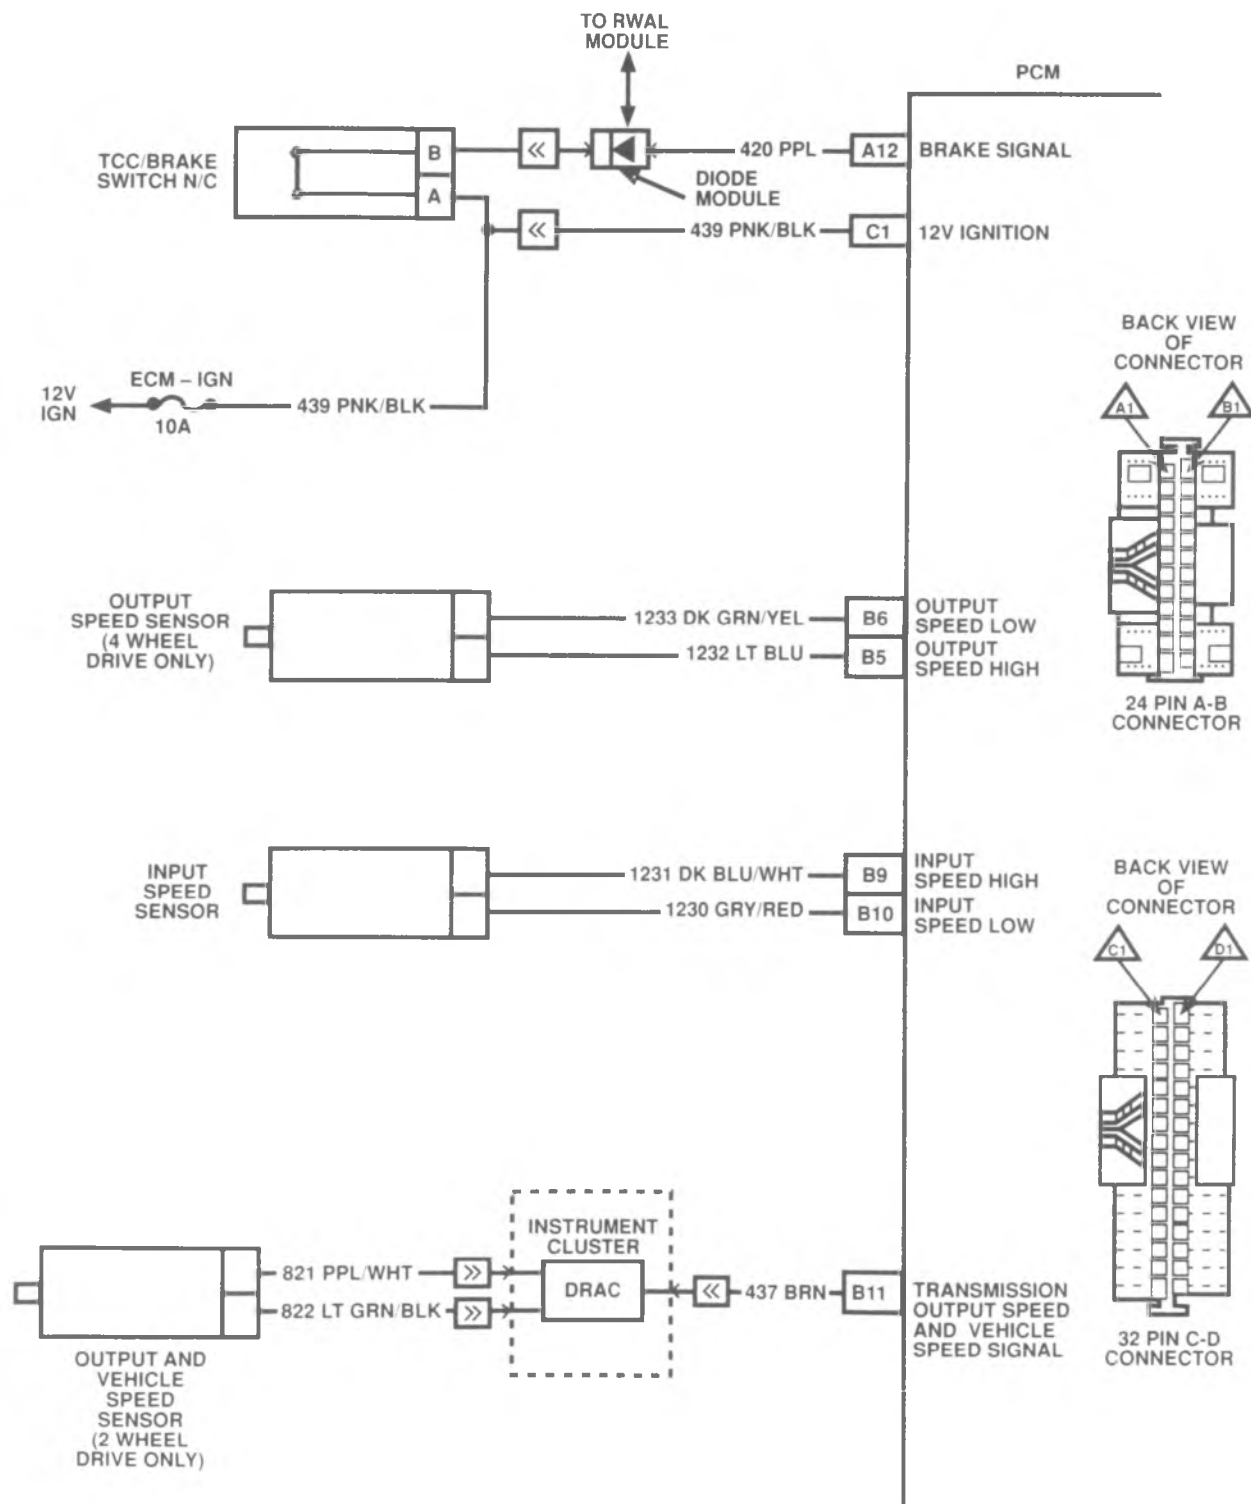 TO RWAL
MODULE
PCM
TCC/BRAKE
SWITCH N/C
B
A
420 PPL
A12
BRAKE SIGNAL
DIODE
MODULE
439 PNK/BLK
C1
12V IGNITION
12V
IGN
ECM – IGN
10A
439 PNK/BLK
BACK VIEW
OF
CONNECTOR
A1
B1
24 PIN A-B
CONNECTOR
OUTPUT
SPEED SENSOR
(4 WHEEL
DRIVE ONLY)
1233 DK GRN/YEL
B6
OUTPUT
SPEED LOW
1232 LT BLU
B5
OUTPUT
SPEED HIGH
INPUT
SPEED
SENSOR
1231 DK BLU/WHT
B9
INPUT
SPEED HIGH
1230 GRY/RED
B10
INPUT
SPEED LOW
BACK VIEW
OF
CONNECTOR
C1
D1
32 PIN C-D
CONNECTOR
821 PPL/WHT
822 LT GRN/BLK
INSTRUMENT
CLUSTER
DRAC
437 BRN
B11
TRANSMISSION
OUTPUT SPEED
AND VEHICLE
SPEED SIGNAL
OUTPUT AND
VEHICLE
SPEED
SENSOR
(2 WHEEL
DRIVE ONLY)